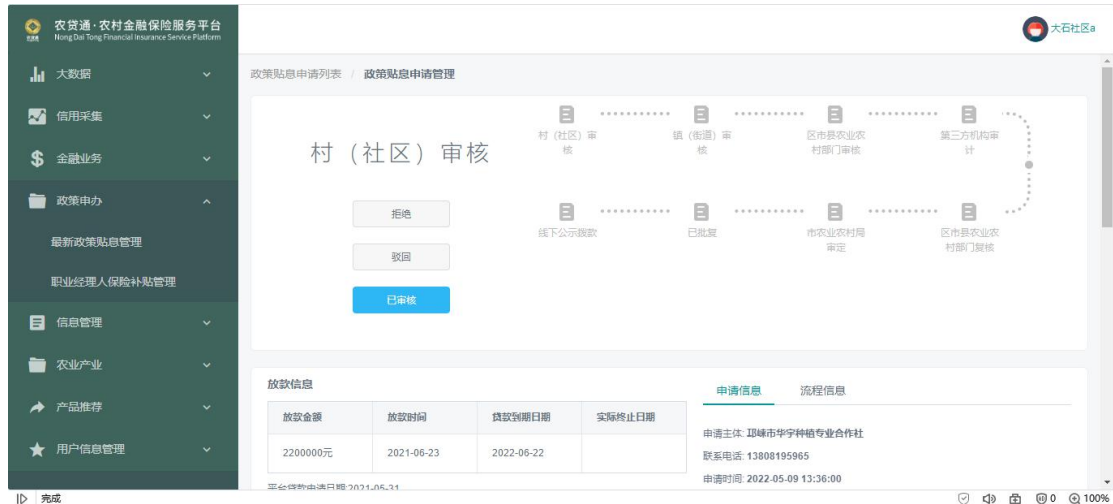 农贷通·农村金融保险服务平台
Nong Dai Tong Financial Insurance Service Platform
大石社区a
大数据
信用采集
金融业务
政策申办
最新政策贴息管理
职业经理人保险补贴管理
信息管理
农业产业
产品推荐
用户信息管理
政策贴息申请列表 / 政策贴息申请管理
村（社区）审核
拒绝
驳回
已审核
村（社区）审
核
镇（街道）审
核
区市县农业农
村部门审核
第三方机构审
计
线下公示拨款
已批复
市农业农村局
审定
区市县农业农
村部门复核
放款信息
放款金额 放款时间 贷款到期日期 实际终止日期
2200000元 2021-06-23 2022-06-22
平台贷款申请日期:2021-05-31
申请信息 流程信息
申请主体: 邛崃市华宇种植专业合作社
联系电话: 13808195965
申请时间: 2022-05-09 13:36:00
完成
0 100%